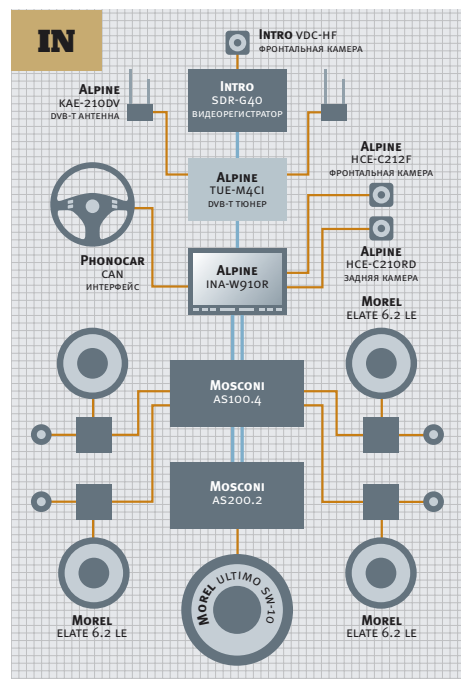 IN
INTRO VDC-HF
ФРОНТАЛЬНАЯ КАМЕРА
ALPINE
KAE-210DV
DVB-T АНТЕННА
INTRO
SDR-G40
ВИДЕОРЕГИСТРАТОР
ALPINE
TUE-M4CI
DVB-T ТЮНЕР
ALPINE
HCE-C212F
ФРОНТАЛЬНАЯ КАМЕРА
PHONOCAR
CAN
ИНТЕРФЕЙС
ALPINE
INA-W910R
ALPINE
HCE-C210RD
ЗАДНЯЯ КАМЕРА
MOREL
ELATE 6.2 LE
MOSCONI
AS100.4
MOSCONI
AS200.2
MOREL
ELATE 6.2 LE
MOREL ULTIMO SW-10
MOREL
ELATE 6.2 LE